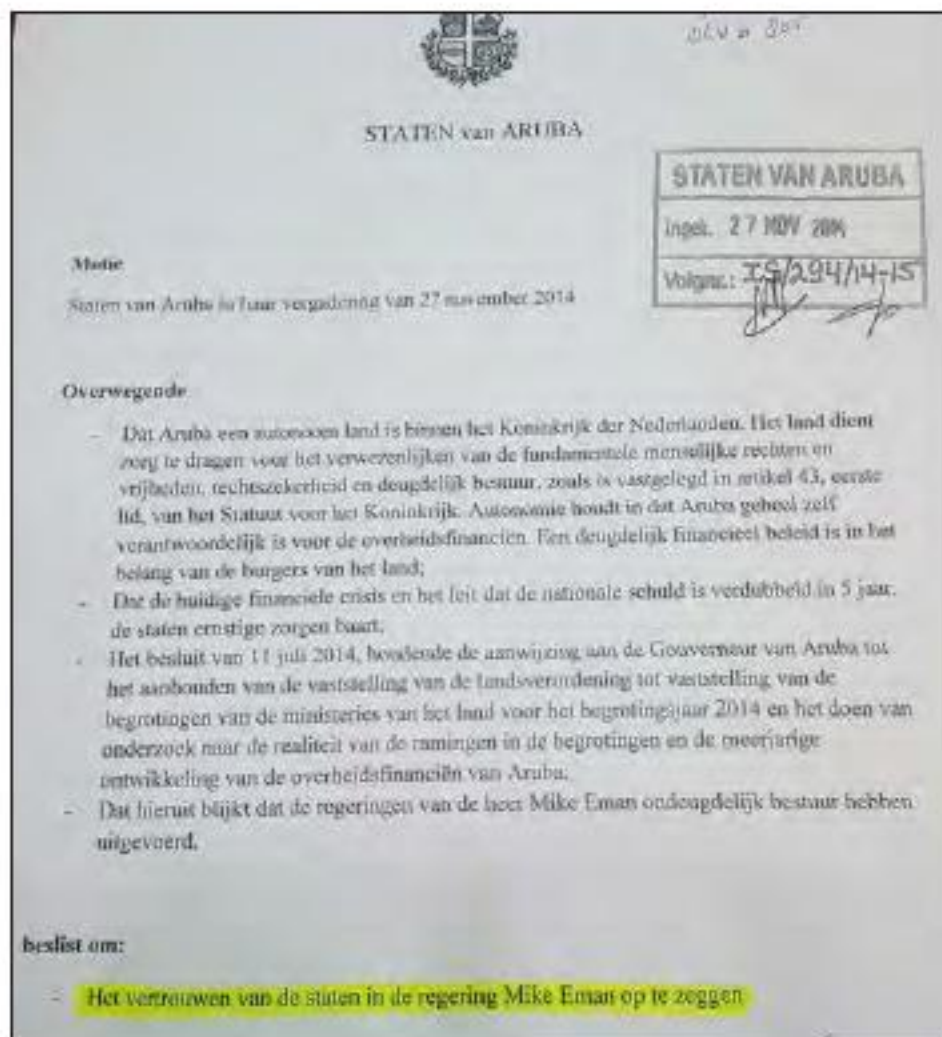 STATEN van ARUBA
STATEN VAN ARUBA
Ingek. 27 NOV 2014
Volgnr.: IS/294/14-15
Motie
Staten van Aruba in haar vergadering van 27 november 2014
Overwegende
- Dat Aruba een autonoom land is binnen het Koninkrijk der Nederlanden. Het land dient
zorg te dragen voor het verwezenlijken van de fundamentele menselijke rechten en
vrijheden, rechtszekerheid en deugdelijk bestuur, zoals is vastgelegd in artikel 43, eerste
lid, van het Statuut voor het Koninkrijk. Autonomie houdt in dat Aruba geheel zelf
verantwoordelijk is voor de overheidsfinancien. Een deugdelijk financieel beleid is in het
belang van de burgers van het land;
- Dat de huidige financiele crisis en het feit dat de nationale schuld is verdubbeld in 5 jaar,
de staten ernstige zorgen baart;
- Het besluit van 11 juli 2014, houdende de aanwijzing aan de Gouverneur van Aruba tot
het aanhouden van de vaststelling van de landsverordening tot vaststelling van de
begrotingen van de ministeries van het land voor het begrotingsjaar 2014 en het doen van
onderzoek naar de realiteit van de ramingen in de begrotingen en de meerjarige
ontwikkeling van de overheidsfinanciën van Aruba;
- Dat hieruit blijkt dat de regeringen van de heer Mike Eman ondeugdelijk bestuur hebben
uitgevoerd.
beslist om:
- Het vertrouwen van de staten in de regering Mike Eman op te zeggen